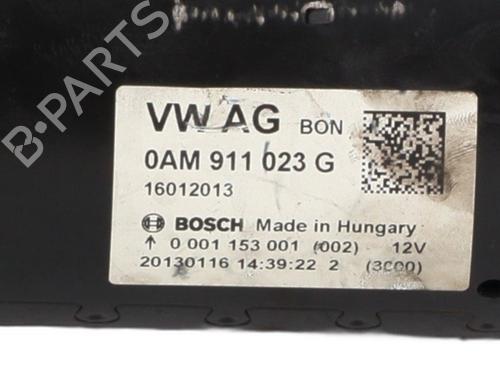 VW AG BON
0AM 911 023 G
16012013
BOSCH Made in Hungary
↑ 0 001 153 001 (002) 12V
20130116 14:39:22 2 (3000)
B-PARTS